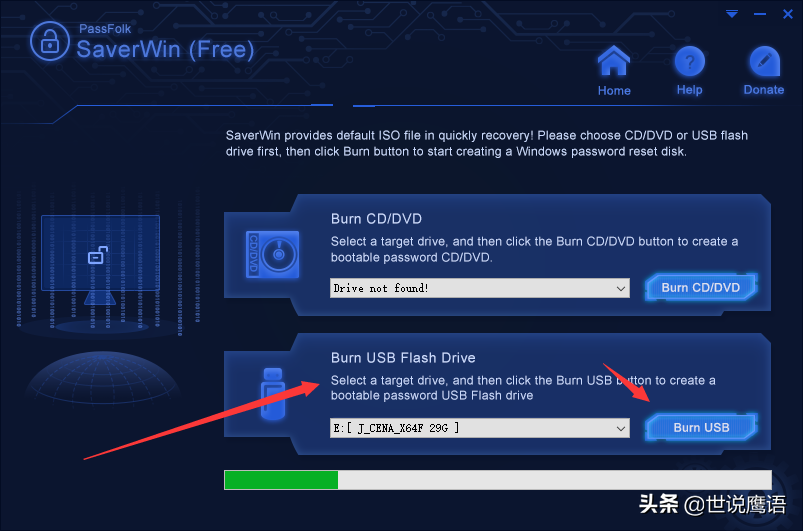 PassFolk
SaverWin (Free)
Home
Help
Donate
SaverWin provides default ISO file in quickly recovery! Please choose CD/DVD or USB flash
drive first, then click Burn button to start creating a Windows password reset disk.
Burn CD/DVD
CD/DVD
Select a target drive, and then click the Burn CD/DVD button to create a
bootable password CD/DVD.
Drive not found!
Burn CD/DVD
Burn USB Flash Drive
Select a target drive, and then click the Burn USB button to create a
bootable password USB Flash drive
E:[ J_CENA_X64F 29G ]
Burn USB
头条 @世说鹰语